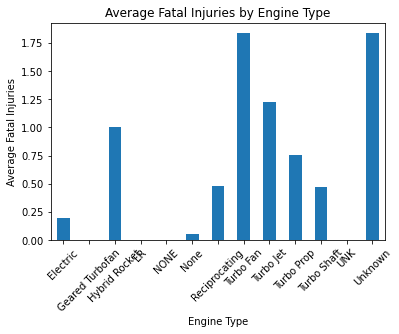 Average Fatal Injuries by Engine Type
Average Fatal Injuries
1.75
1.50
1.25
1.00
0.75
0.50
0.25
0.00
Electric
Geared Turbofan
Hybrid Rocket
LR
NONE
None
Reciprocating
Turbo Fan
Turbo Jet
Turbo Prop
Turbo Shaft
UNK
Unknown
Engine Type